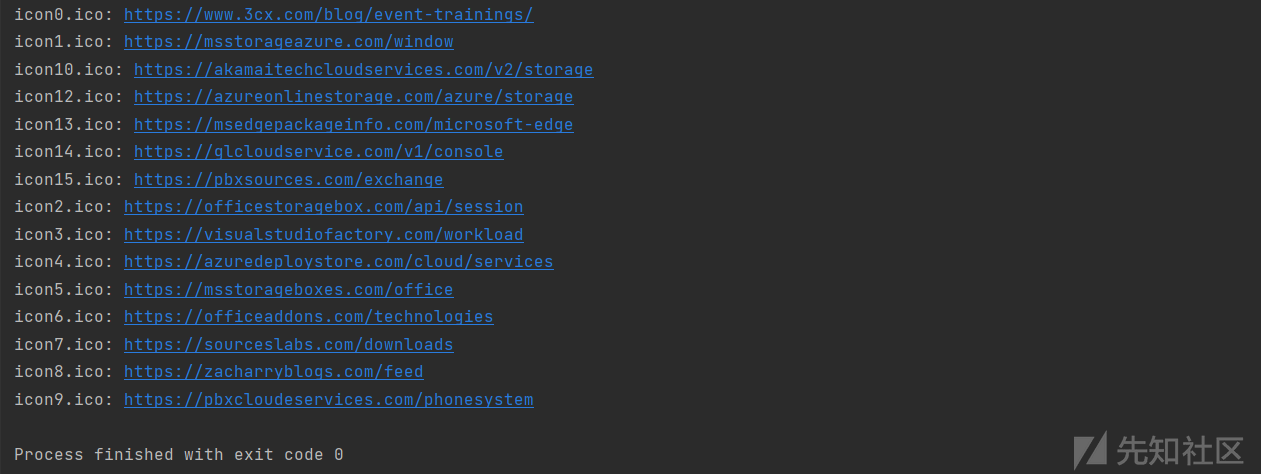 icon0.ico: https://www.3cx.com/blog/event-trainings/
icon1.ico: https://msstorageazure.com/window
icon10.ico: https://akamaitechcloudservices.com/v2/storage
icon12.ico: https://azureonlinestorage.com/azure/storage
icon13.ico: https://msedgepackageinfo.com/microsoft-edge
icon14.ico: https://glcloudservice.com/v1/console
icon15.ico: https://pbxsources.com/exchange
icon2.ico: https://officestoragebox.com/api/session
icon3.ico: https://visualstudiofactory.com/workload
icon4.ico: https://azuredeploystore.com/cloud/services
icon5.ico: https://msstorageboxes.com/office
icon6.ico: https://officeaddons.com/technologies
icon7.ico: https://sourceslabs.com/downloads
icon8.ico: https://zacharryblogs.com/feed
icon9.ico: https://pbxcloudeservices.com/phonesystem
Process finished with exit code 0
先知社区